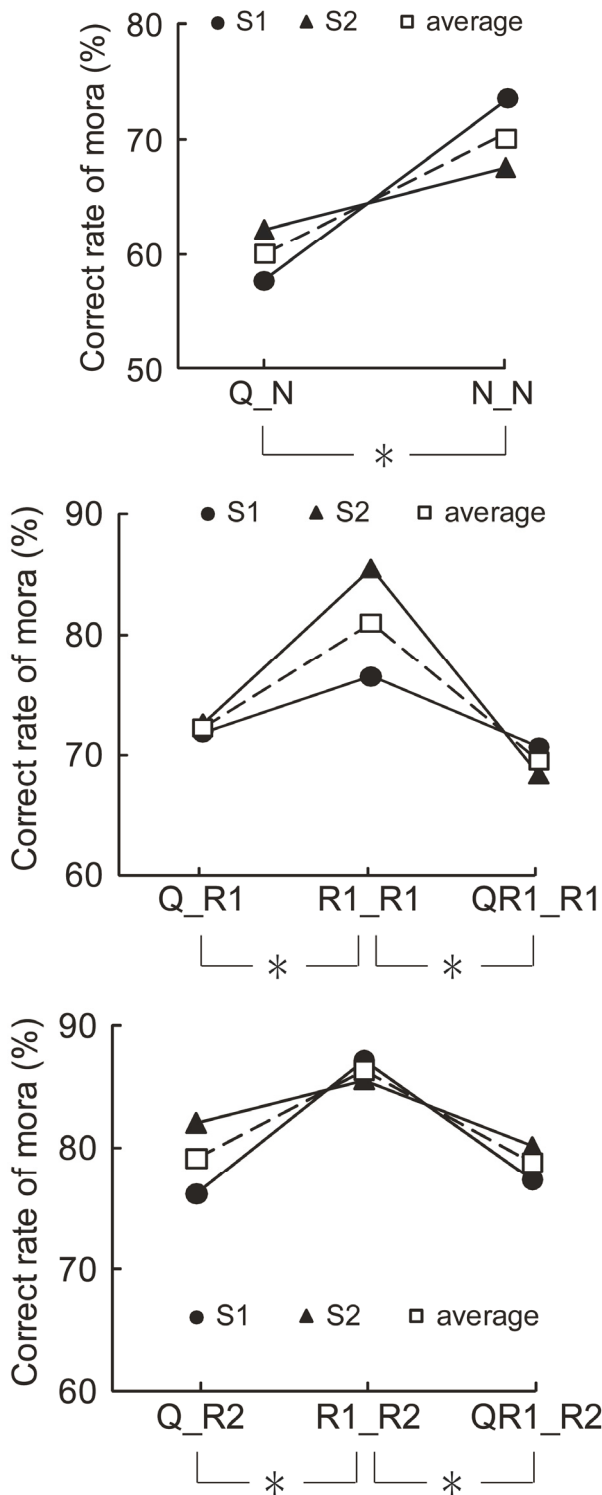 80
● S1 ▲ S2 □ average
Correct rate of mora (%)
70
60
50
Q_N N_N
*
90
● S1 ▲ S2 □ average
Correct rate of mora (%)
80
70
60
Q_R1 R1_R1 QR1_R1
* *
90
Correct rate of mora (%)
80
70
● S1 ▲ S2 □ average
60
Q_R2 R1_R2 QR1_R2
* *